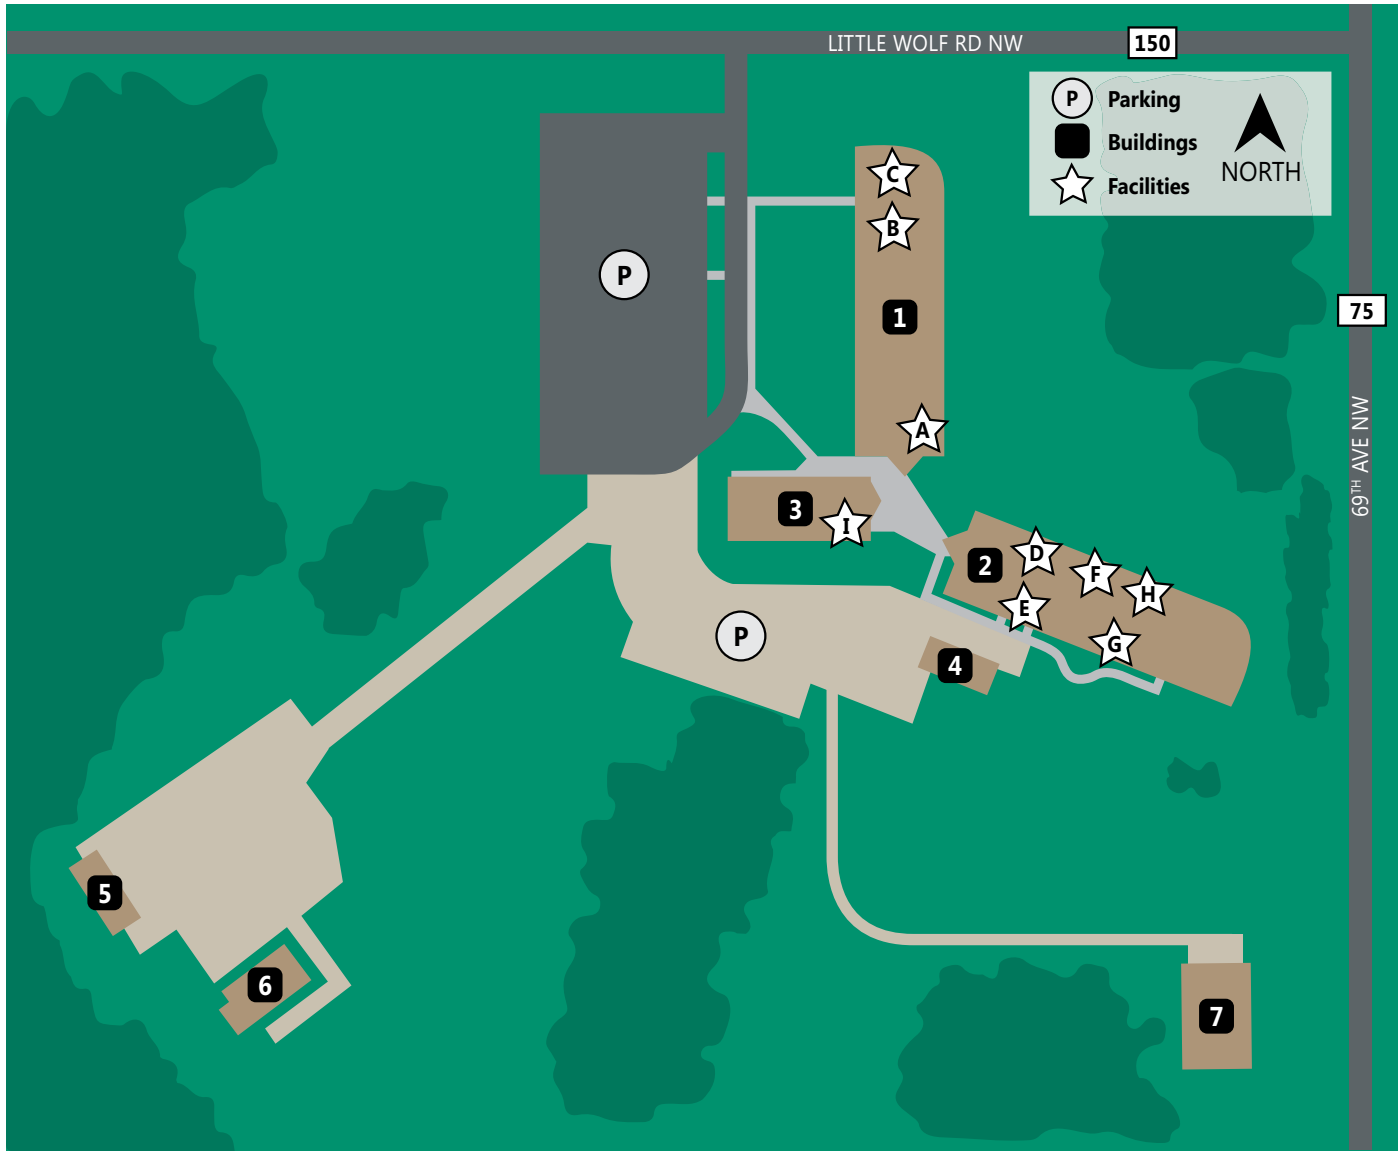 LITTLE WOLF RD NW
150
P Parking
Buildings
Facilities
NORTH
C
B
P
1
75
A
69TH AVE NW
3
I
2
D
F
H
E
G
P
4
5
6
7